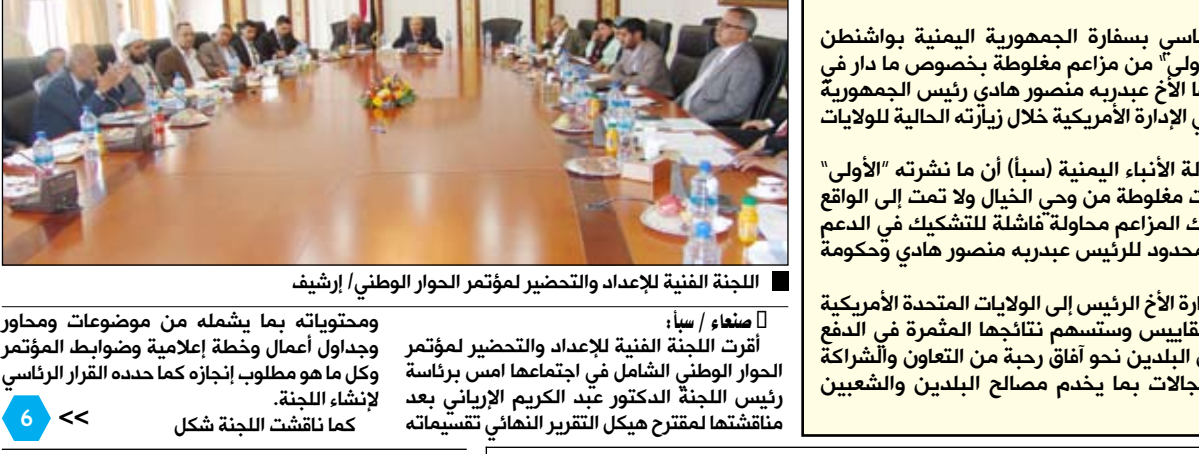 اللجنة الفنية للإعداد والتحضير لمؤتمر الحوار الوطني/ إرشيف
صنعاء / سبأ:
أقرت اللجنة الفنية للإعداد والتحضير لمؤتمر
الحوار الوطني الشامل في اجتماعها امس برئاسة
رئيس اللجنة الدكتور عبد الكريم الإرياني بعد
مناقشتها لمقترح هيكل التقرير النهائي تقسيماته
ومحتوياته بما يشمله من موضوعات ومحاور
وجداول أعمال وخطة إعلامية وضوابط المؤتمر
وكل ما هو مطلوب إنجازه كما حدده القرار الرئاسي
لإنشاء اللجنة.
كما ناقشت اللجنة شكل
>> 6
بسفارة الجمهورية اليمنية بواشنطن
من مزاعم مغلوطة بخصوص ما دار في
الأخ عبدربه منصور هادي رئيس الجمهورية
الإدارة الأمريكية خلال زيارته الحالية للولايات
الأنباء اليمنية (سبأ) أن ما نشرته "الأولى"
مغلوطة من وحي الخيال ولا تمت إلى الواقع
المزاعم محاولة فاشلة للتشكيك في الدعم
للرئيس عبدربه منصور هادي وحكومة
الأخ الرئيس إلى الولايات المتحدة الأمريكية
وستسهم نتائجها المثمرة في الدفع
البلدين نحو آفاق رحبة من التعاون والشراكة
بما يخدم مصالح البلدين والشعبين